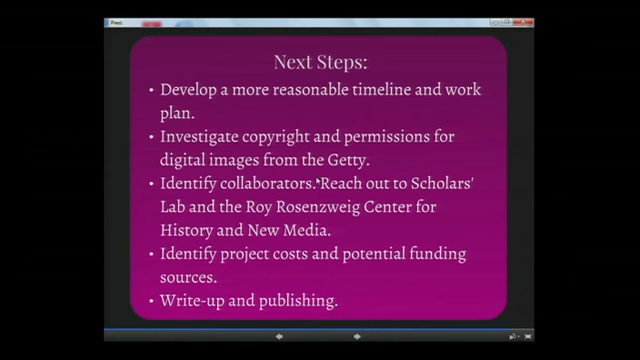 Prezi
Next Steps:
• Develop a more reasonable timeline and work
plan.
• Investigate copyright and permissions for
digital images from the Getty.
• Identify collaborators. Reach out to Scholars'
Lab and the Roy Rosenzweig Center for
History and New Media.
• Identify project costs and potential funding
sources.
• Write-up and publishing.